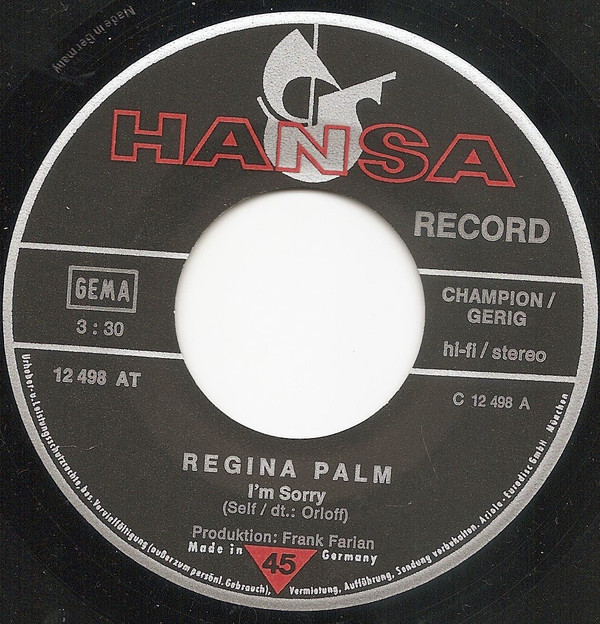 Made in Germany
HANSA
RECORD
GEMA
3 : 30
CHAMPION /
GERIG
hi-fi / stereo
12 498 AT
C 12 498 A
REGINA PALM
I'm Sorry
(Self / dt.: Orloff)
Produktion: Frank Farian
Made in Germany
45
Urheber- u. Leistungsschutzrechte, bes. Vervielfältigung (außer zum persönl. Gebrauch), Vermietung, Aufführung, Sendung vorbehalten. Ariola-Eurodisc GmbH · München